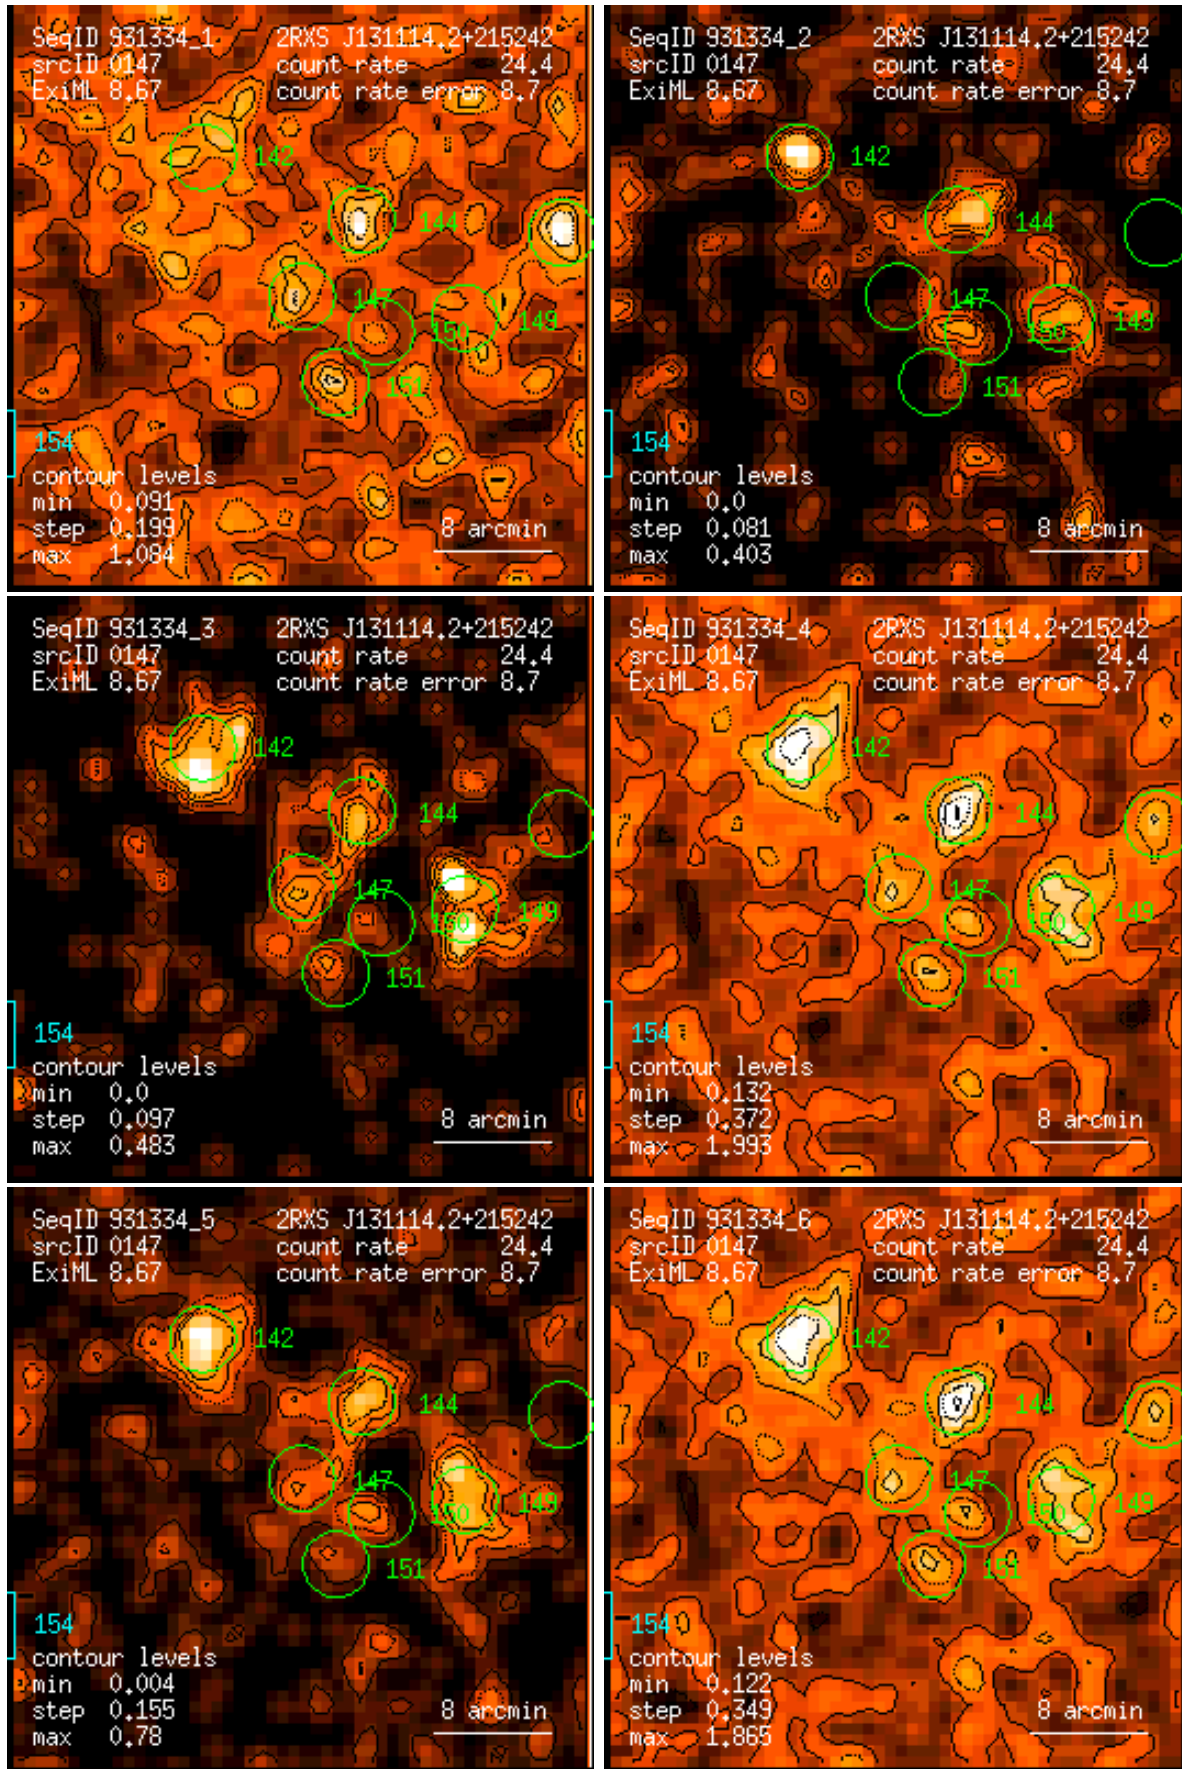 SeqID 931334_1 2RXS J131114.2+215242
srcID 0147 count rate 24.4
ExiML 8.67 count rate error 8.7
142
144
147
149
150
151
154
contour levels
min 0.091
step 0.199
max 1.084
8 arcmin
SeqID 931334_2 2RXS J131114.2+215242
srcID 0147 count rate 24.4
ExiML 8.67 count rate error 8.7
142
144
147
149
150
151
154
contour levels
min 0.0
step 0.081
max 0.403
8 arcmin
SeqID 931334_3 2RXS J131114.2+215242
srcID 0147 count rate 24.4
ExiML 8.67 count rate error 8.7
142
144
147
149
150
151
154
contour levels
min 0.0
step 0.097
max 0.483
8 arcmin
SeqID 931334_4 2RXS J131114.2+215242
srcID 0147 count rate 24.4
ExiML 8.67 count rate error 8.7
142
144
147
149
150
151
154
contour levels
min 0.132
step 0.372
max 1.993
8 arcmin
SeqID 931334_5 2RXS J131114.2+215242
srcID 0147 count rate 24.4
ExiML 8.67 count rate error 8.7
142
144
147
149
150
151
154
contour levels
min 0.004
step 0.155
max 0.78
8 arcmin
SeqID 931334_6 2RXS J131114.2+215242
srcID 0147 count rate 24.4
ExiML 8.67 count rate error 8.7
142
144
147
149
150
151
154
contour levels
min 0.122
step 0.349
max 1.865
8 arcmin